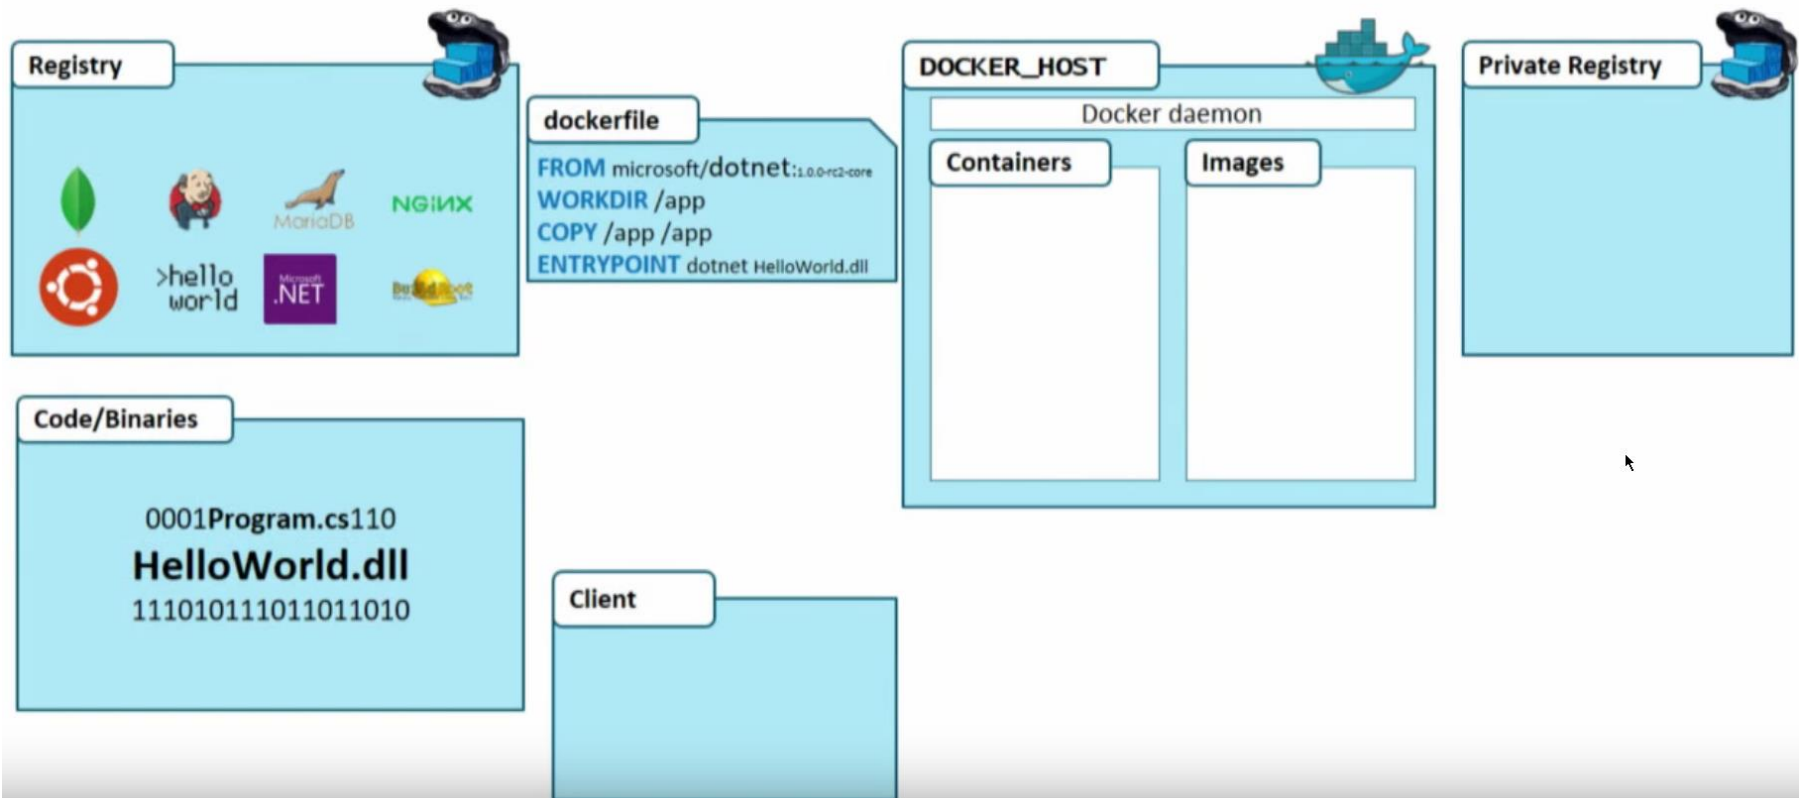 Registry
MariaDB
NGINX
>hello
world
Microsoft
.NET
BuildRoot
dockerfile
FROM microsoft/dotnet:1.0.0-rc2-core
WORKDIR /app
COPY /app /app
ENTRYPOINT dotnet HelloWorld.dll
DOCKER_HOST
Docker daemon
Containers
Images
Private Registry
Code/Binaries
0001Program.cs110
HelloWorld.dll
111010111011011010
Client